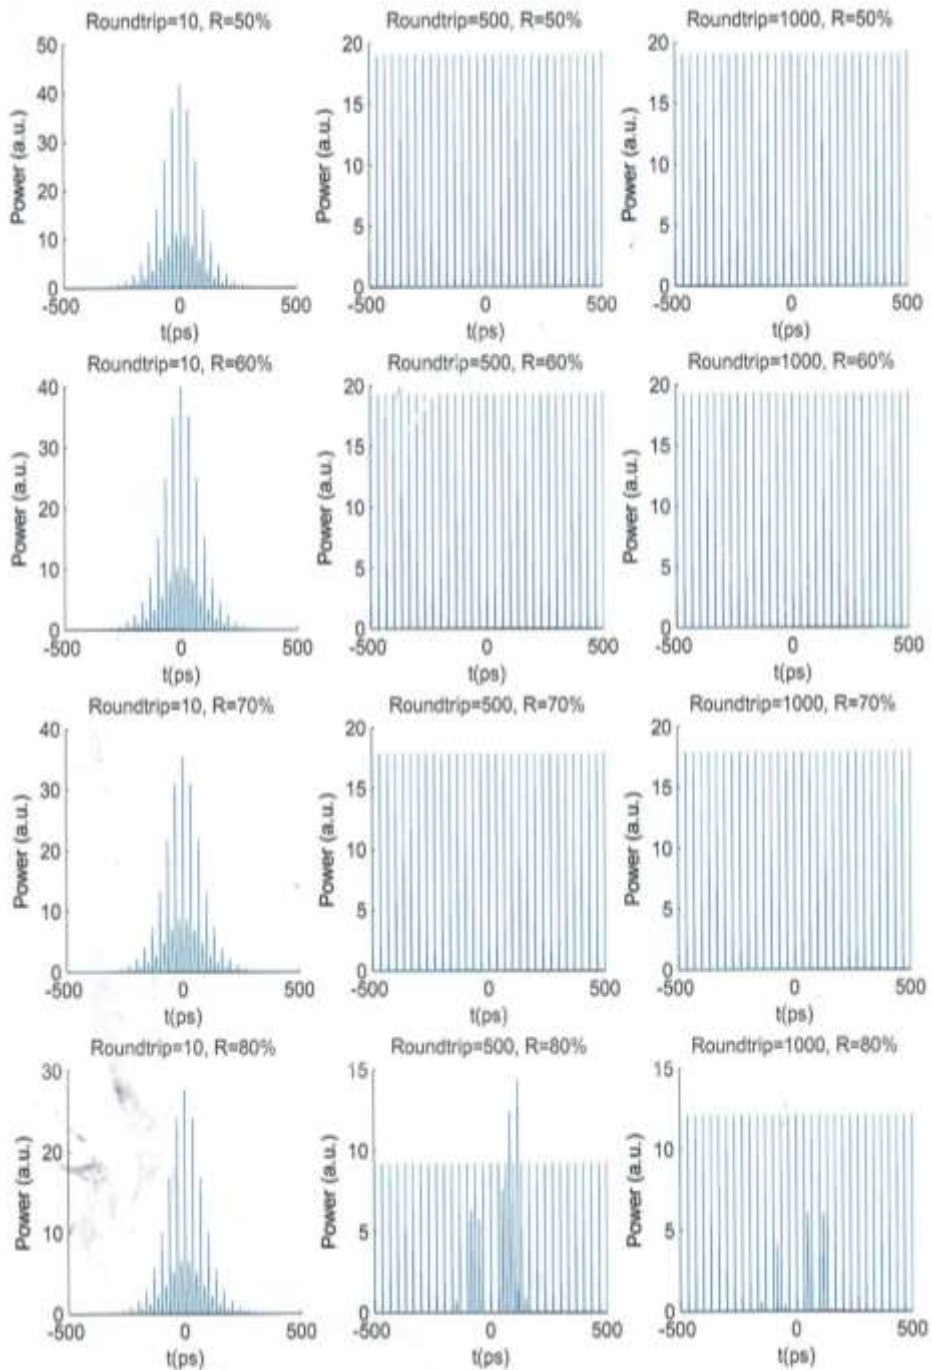 Roundtrip=10, R=50%
Roundtrip=500, R=50%
Roundtrip=1000, R=50%
Power (a.u.)
50
40
30
20
10
0
-500
0
500
t(ps)
Power (a.u.)
20
15
10
5
0
-500
0
500
t(ps)
Power (a.u.)
20
15
10
5
0
-500
0
500
t(ps)
Roundtrip=10, R=60%
Roundtrip=500, R=60%
Roundtrip=1000, R=60%
Power (a.u.)
40
30
20
10
0
-500
0
500
t(ps)
Power (a.u.)
20
15
10
5
0
-500
0
500
t(ps)
Power (a.u.)
20
15
10
5
0
-500
0
500
t(ps)
Roundtrip=10, R=70%
Roundtrip=500, R=70%
Roundtrip=1000, R=70%
Power (a.u.)
40
30
20
10
0
-500
0
500
t(ps)
Power (a.u.)
20
15
10
5
0
-500
0
500
t(ps)
Power (a.u.)
20
15
10
5
0
-500
0
500
t(ps)
Roundtrip=10, R=80%
Roundtrip=500, R=80%
Roundtrip=1000, R=80%
Power (a.u.)
30
20
10
0
-500
0
500
t(ps)
Power (a.u.)
15
10
5
0
-500
0
500
t(ps)
Power (a.u.)
15
10
5
0
-500
0
500
t(ps)